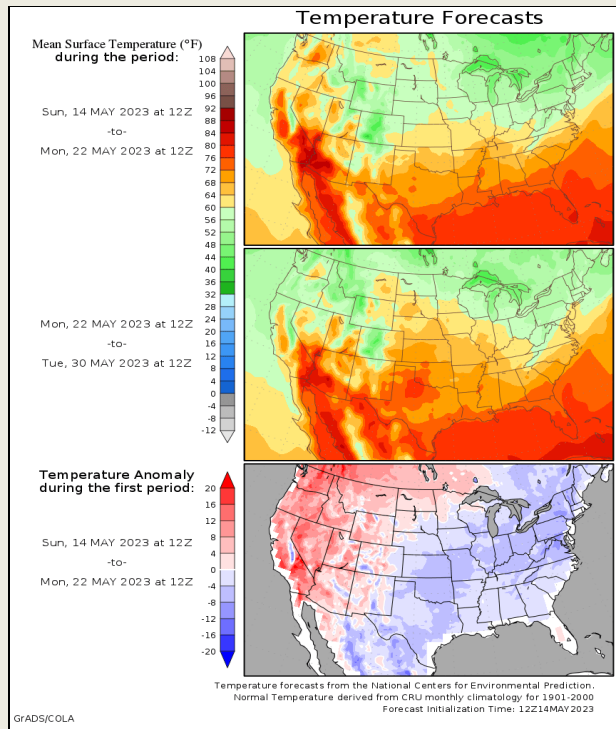 Temperature Forecasts
Mean Surface Temperature (°F)
during the period:
Sun, 14 MAY 2023 at 12Z
-to-
Mon, 22 MAY 2023 at 12Z
108
104
100
96
92
88
84
80
76
72
68
64
60
56
52
48
44
40
36
32
28
24
20
16
12
8
4
0
-4
-8
-12
Mon, 22 MAY 2023 at 12Z
-to-
Tue, 30 MAY 2023 at 12Z
Temperature Anomaly
during the first period:
Sun, 14 MAY 2023 at 12Z
-to-
Mon, 22 MAY 2023 at 12Z
20
16
12
8
4
0
-4
-8
-12
-16
-20
Temperature forecasts from the National Centers for Environmental Prediction.
Normal Temperature derived from CRU monthly climatology for 1901-2000
Forecast Initialization Time: 12Z14MAY2023
GrADS/COLA